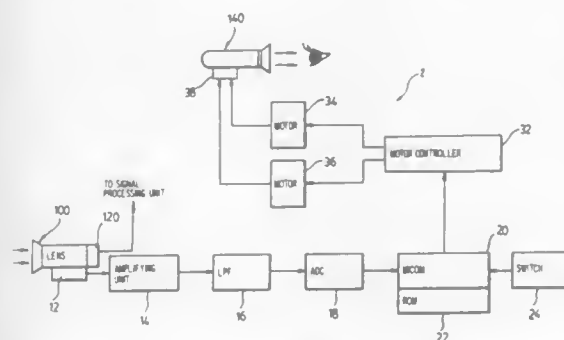 140
38
34
2
MOTOR
MOTOR CONTROLLER
32
36
MOTOR
TO SIGNAL
PROCESSING UNIT
100
120
20
LENS
AMPLIFYING
UNIT
LPF
ADC
MICOM
SWITCH
ROM
12
14
16
18
22
24